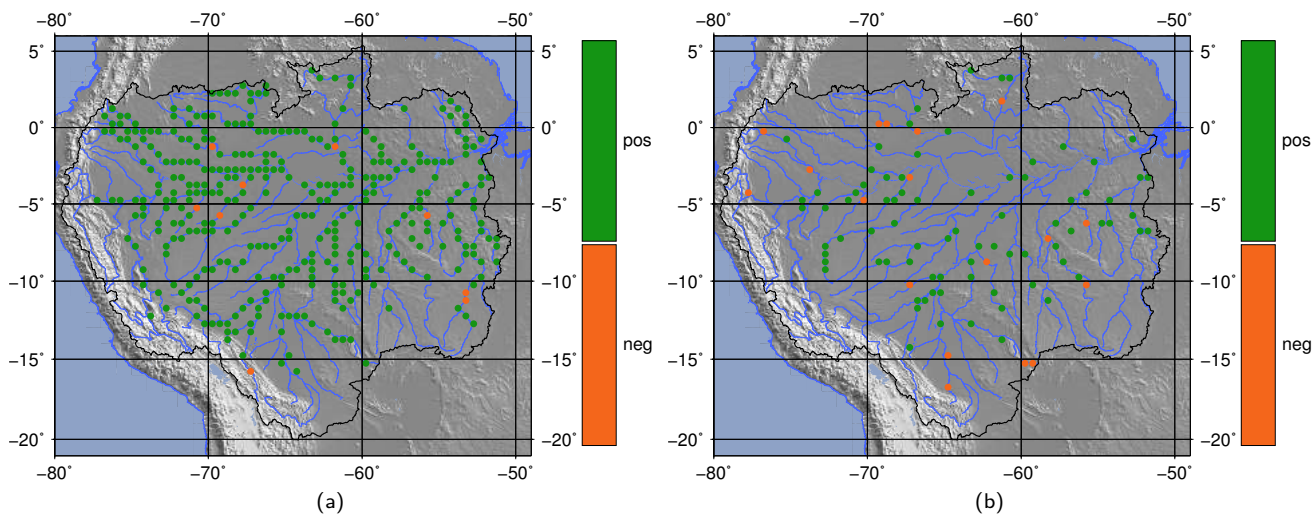 −80° −70° −60° −50° −80° −70° −60° −50°
5° 5° 5° 5°
pos pos
0° 0° 0° 0°
−5° −5° −5° −5°
−10° −10° −10° −10°
neg neg
−15° −15° −15° −15°
−20° −20° −20° −20°
−80° −70° −60° −50° −80° −70° −60° −50°
(a) (b)